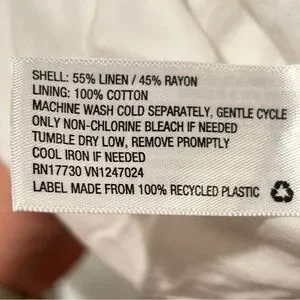 SHELL: 55% LINEN / 45% RAYON
LINING: 100% COTTON
MACHINE WASH COLD SEPARATELY, GENTLE CYCLE
ONLY NON-CHLORINE BLEACH IF NEEDED
TUMBLE DRY LOW, REMOVE PROMPTLY
COOL IRON IF NEEDED
RN17730 VN1247024
LABEL MADE FROM 100% RECYCLED PLASTIC